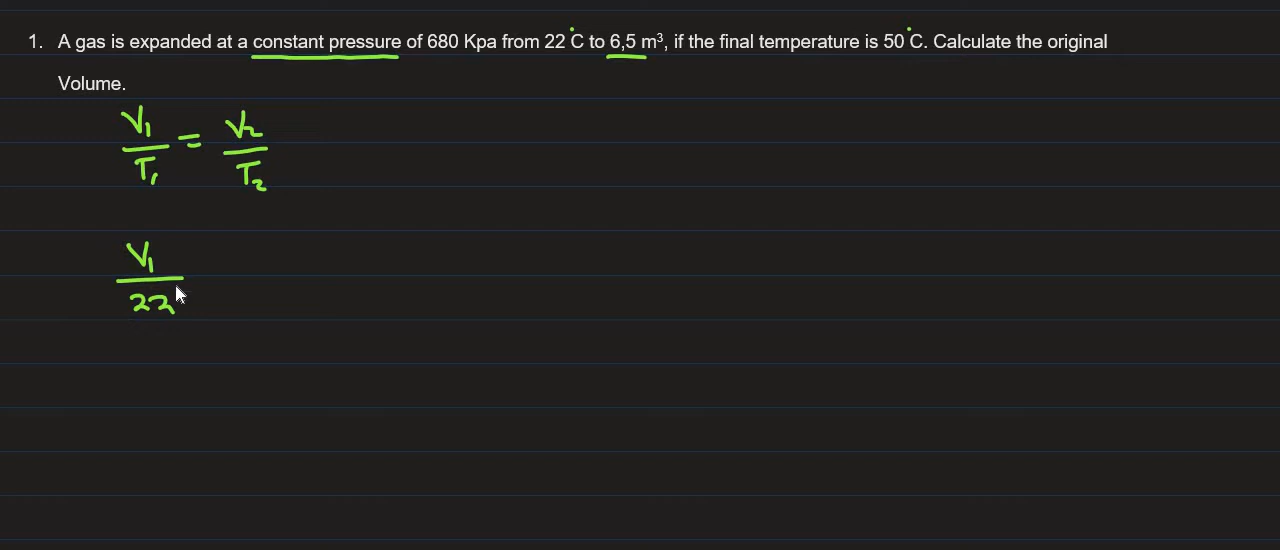 1. A gas is expanded at a constant pressure of 680 Kpa from 22 °C to 6,5 m³, if the final temperature is 50 °C. Calculate the original
Volume.
V₁/T₁ = V₂/T₂
V₁/22